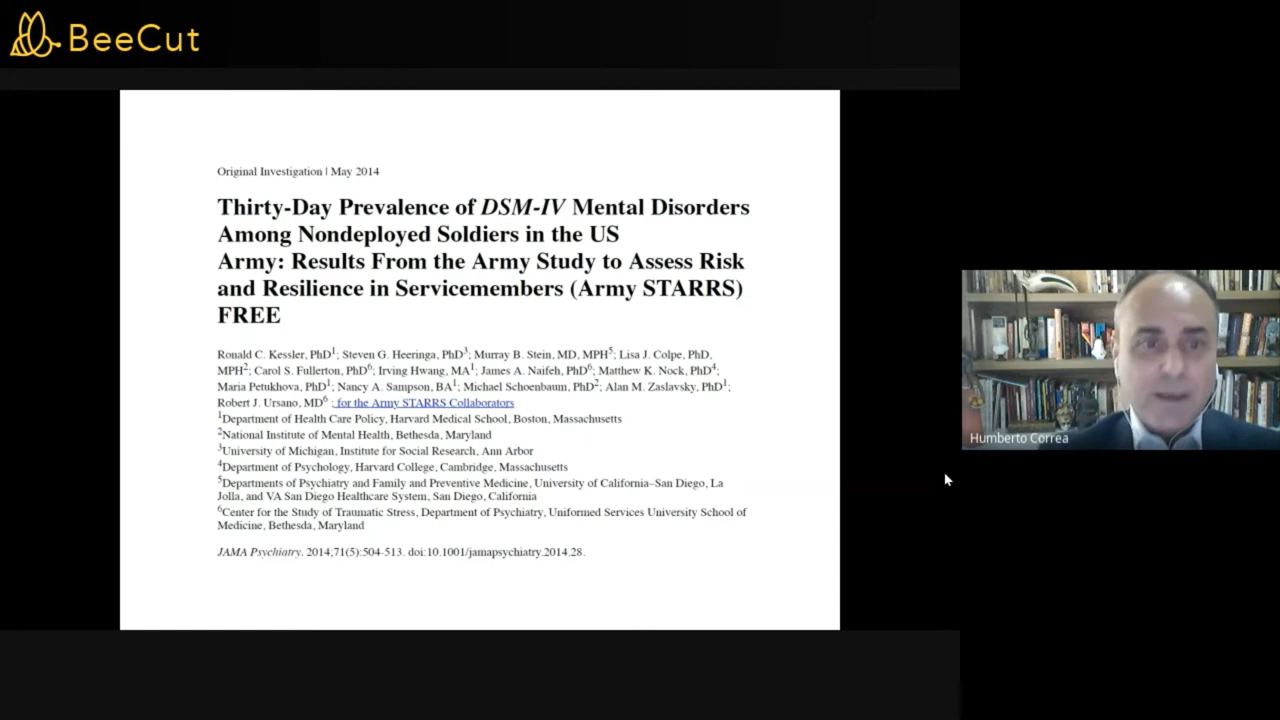 BeeCut
Original Investigation | May 2014
Thirty-Day Prevalence of DSM-IV Mental Disorders
Among Nondeployed Soldiers in the US
Army: Results From the Army Study to Assess Risk
and Resilience in Servicemembers (Army STARRS)
FREE
Ronald C. Kessler, PhD1; Steven G. Heeringa, PhD3; Murray B. Stein, MD, MPH5; Lisa J. Colpe, PhD,
MPH2; Carol S. Fullerton, PhD6; Irving Hwang, MA1; James A. Naifeh, PhD6; Matthew K. Nock, PhD4;
Maria Petukhova, PhD1; Nancy A. Sampson, BA1; Michael Schoenbaum, PhD2; Alan M. Zaslavsky, PhD1;
Robert J. Ursano, MD6 ; for the Army STARRS Collaborators
1Department of Health Care Policy, Harvard Medical School, Boston, Massachusetts
2National Institute of Mental Health, Bethesda, Maryland
3University of Michigan, Institute for Social Research, Ann Arbor
4Department of Psychology, Harvard College, Cambridge, Massachusetts
5Departments of Psychiatry and Family and Preventive Medicine, University of California–San Diego, La
Jolla, and VA San Diego Healthcare System, San Diego, California
6Center for the Study of Traumatic Stress, Department of Psychiatry, Uniformed Services University School of
Medicine, Bethesda, Maryland
JAMA Psychiatry. 2014;71(5):504-513. doi:10.1001/jamapsychiatry.2014.28.
Humberto Correa